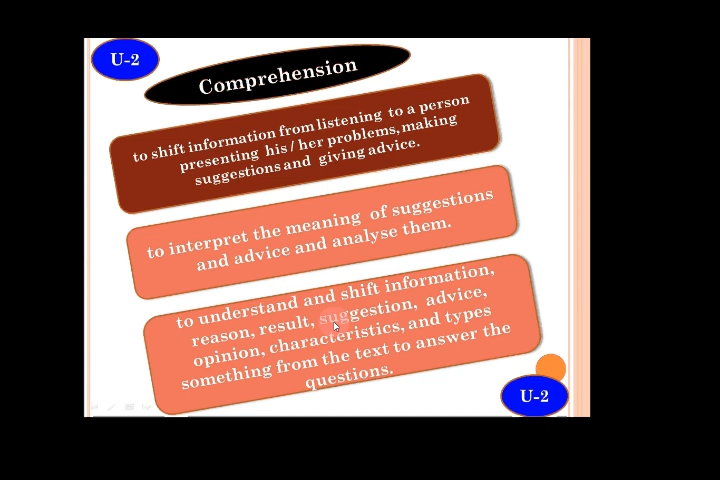 U-2
Comprehension
to shift information from listening to a person
presenting his / her problems, making
suggestions and giving advice.
to interpret the meaning of suggestions
and advice and analyse them.
to understand and shift information,
reason, result, suggestion, advice,
opinion, characteristics, and types
something from the text to answer the
questions.
U-2